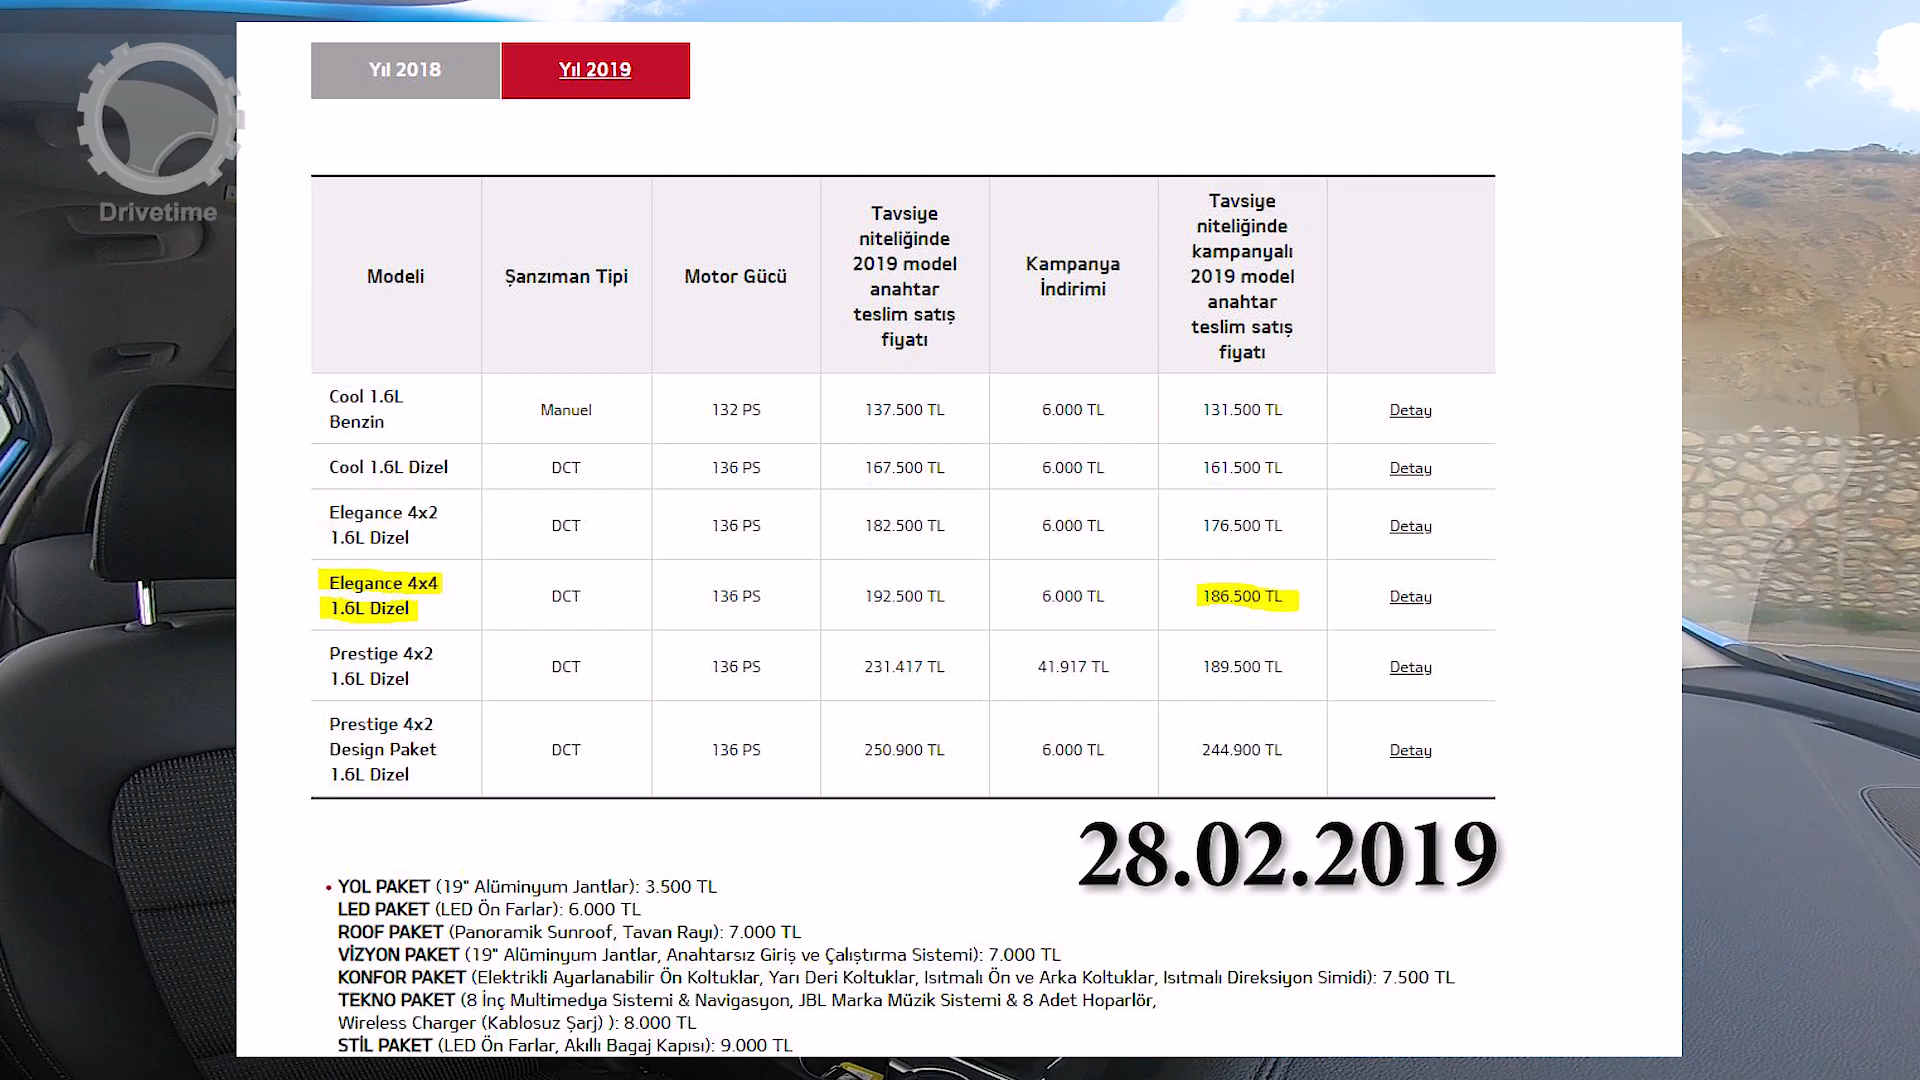 Drivetime
Yıl 2018
Yıl 2019
Modeli
Şanzıman Tipi
Motor Gücü
Tavsiye
niteliğinde
2019 model
anahtar
teslim satış
fiyatı
Kampanya
İndirimi
Tavsiye
niteliğinde
kampanyalı
2019 model
anahtar
teslim satış
fiyatı
Cool 1.6L
Benzin
Manuel
132 PS
137.500 TL
6.000 TL
131.500 TL
Detay
Cool 1.6L Dizel
DCT
136 PS
167.500 TL
6.000 TL
161.500 TL
Detay
Elegance 4x2
1.6L Dizel
DCT
136 PS
182.500 TL
6.000 TL
176.500 TL
Detay
Elegance 4x4
1.6L Dizel
DCT
136 PS
192.500 TL
6.000 TL
186.500 TL
Detay
Prestige 4x2
1.6L Dizel
DCT
136 PS
231.417 TL
41.917 TL
189.500 TL
Detay
Prestige 4x2
Design Paket
1.6L Dizel
DCT
136 PS
250.900 TL
6.000 TL
244.900 TL
Detay
28.02.2019
• YOL PAKET (19" Alüminyum Jantlar): 3.500 TL
LED PAKET (LED Ön Farlar): 6.000 TL
ROOF PAKET (Panoramik Sunroof, Tavan Rayı): 7.000 TL
VİZYON PAKET (19" Alüminyum Jantlar, Anahtarsız Giriş ve Çalıştırma Sistemi): 7.000 TL
KONFOR PAKET (Elektrikli Ayarlanabilir Ön Koltuklar, Yarı Deri Koltuklar, Isıtmalı Ön ve Arka Koltuklar, Isıtmalı Direksiyon Simidi): 7.500 TL
TEKNO PAKET (8 İnç Multimedya Sistemi & Navigasyon, JBL Marka Müzik Sistemi & 8 Adet Hoparlör,
Wireless Charger (Kablosuz Şarj) ): 8.000 TL
STİL PAKET (LED Ön Farlar, Akıllı Bagaj Kapısı): 9.000 TL